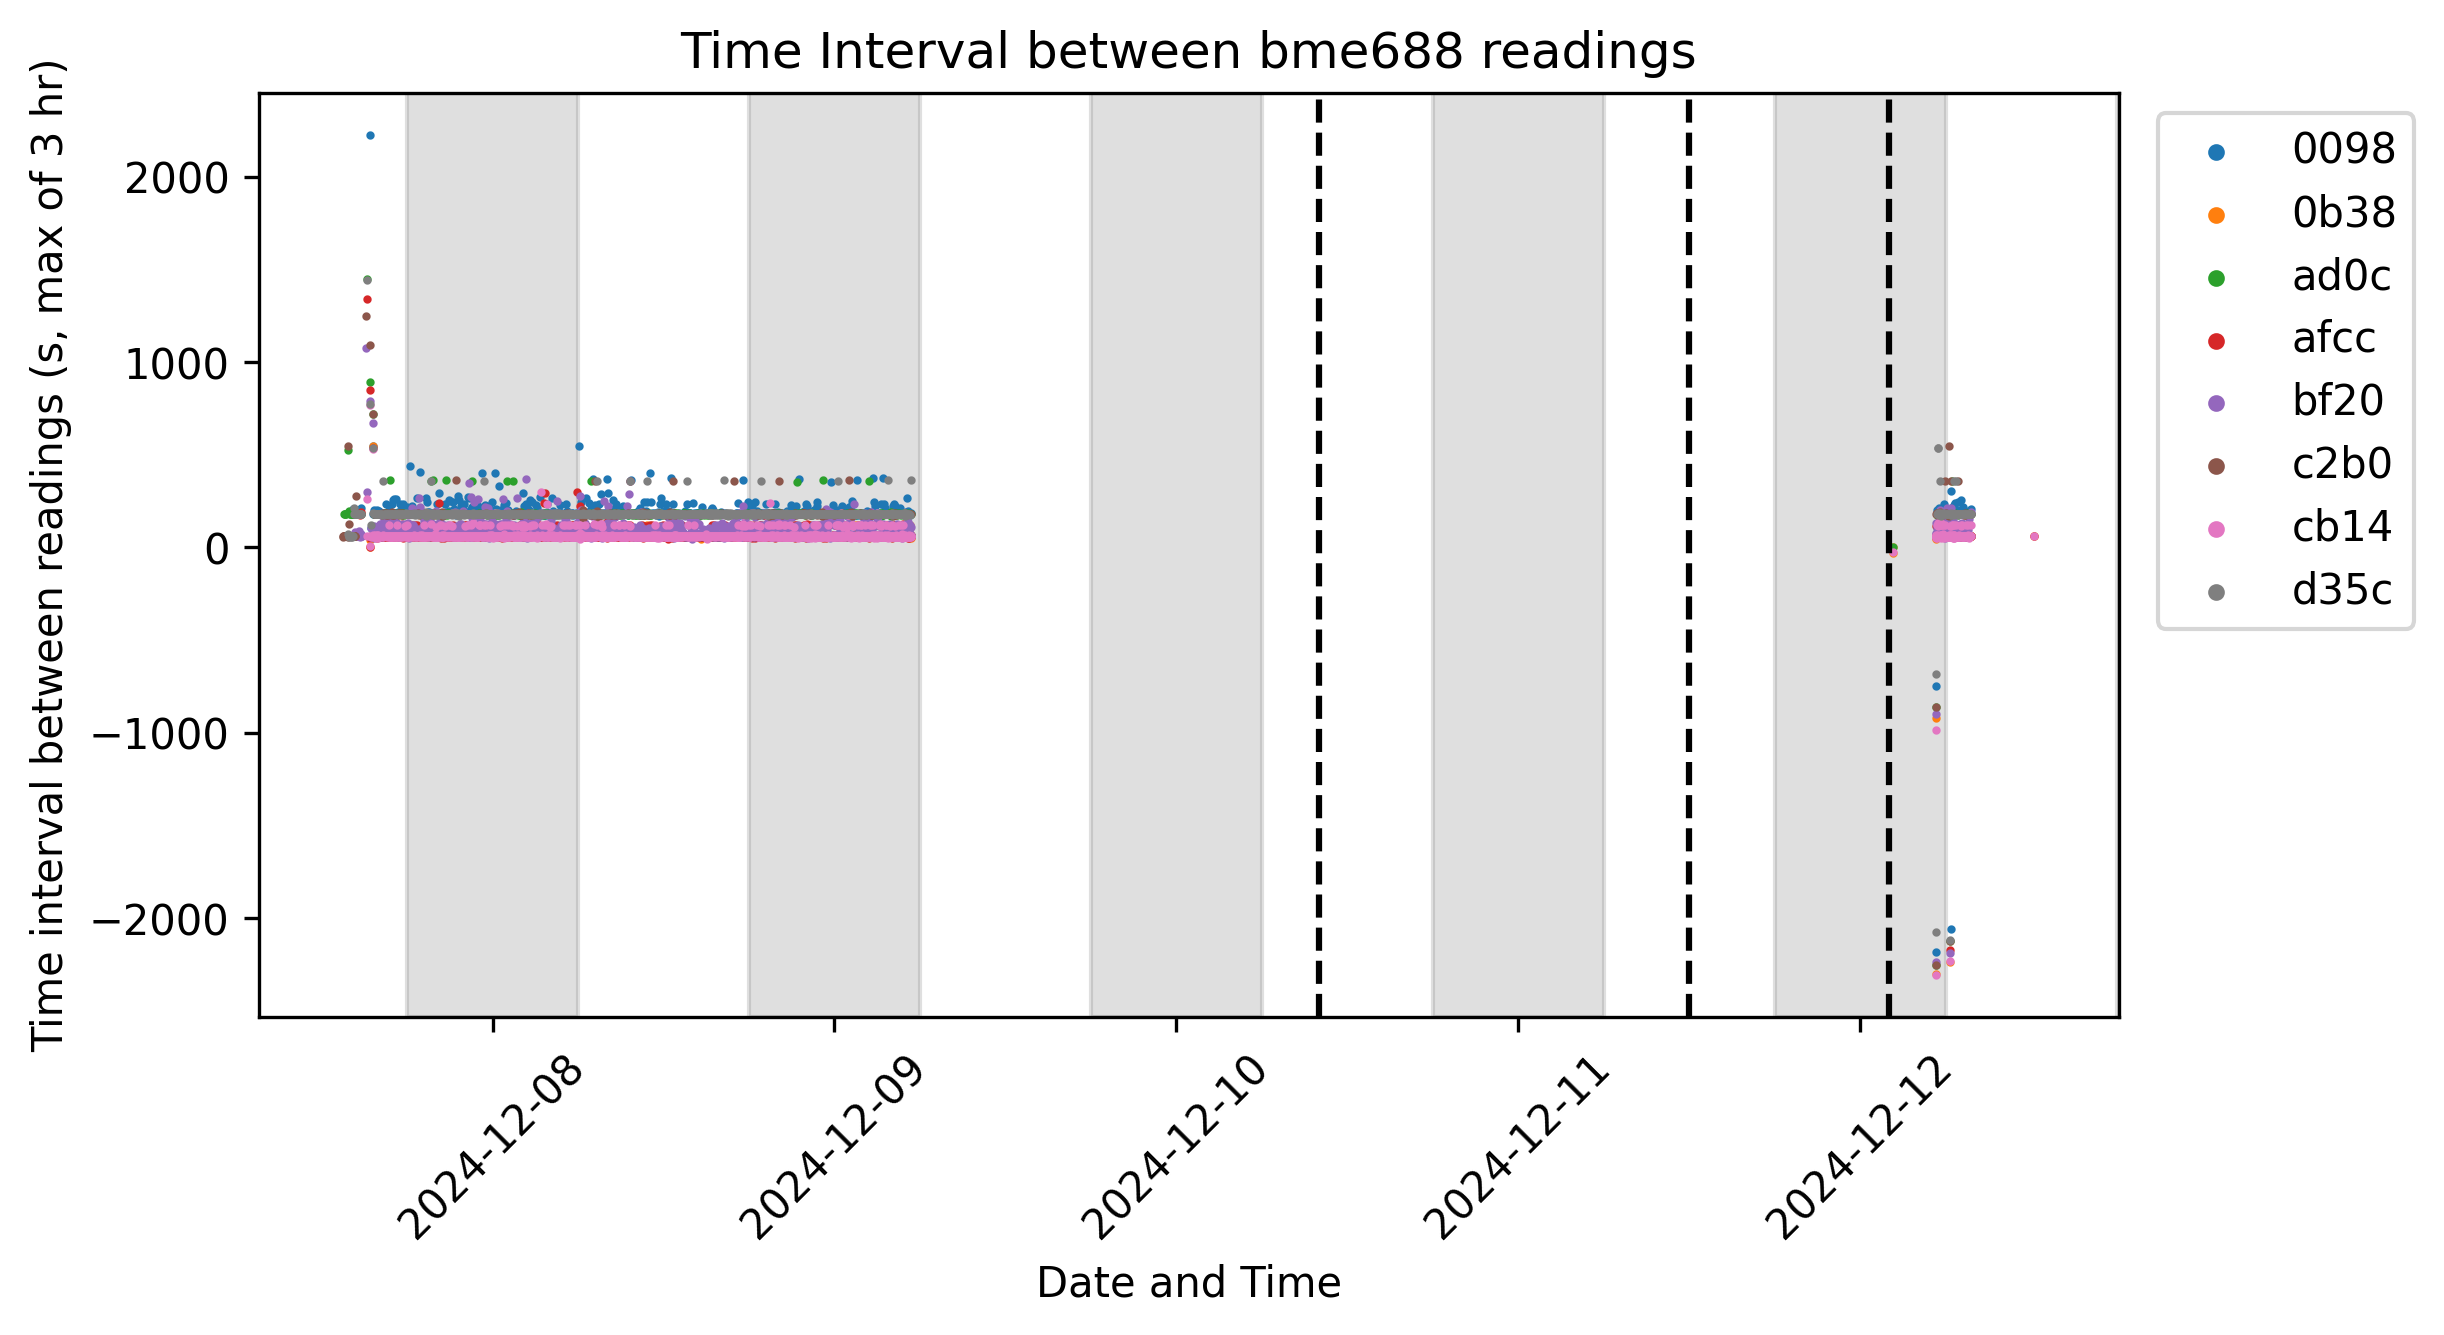 Time Interval between bme688 readings
Time interval between readings (s, max of 3 hr)
2000
1000
0
−1000
−2000
2024-12-08
2024-12-09
2024-12-10
2024-12-11
2024-12-12
Date and Time
0098
0b38
ad0c
afcc
bf20
c2b0
cb14
d35c